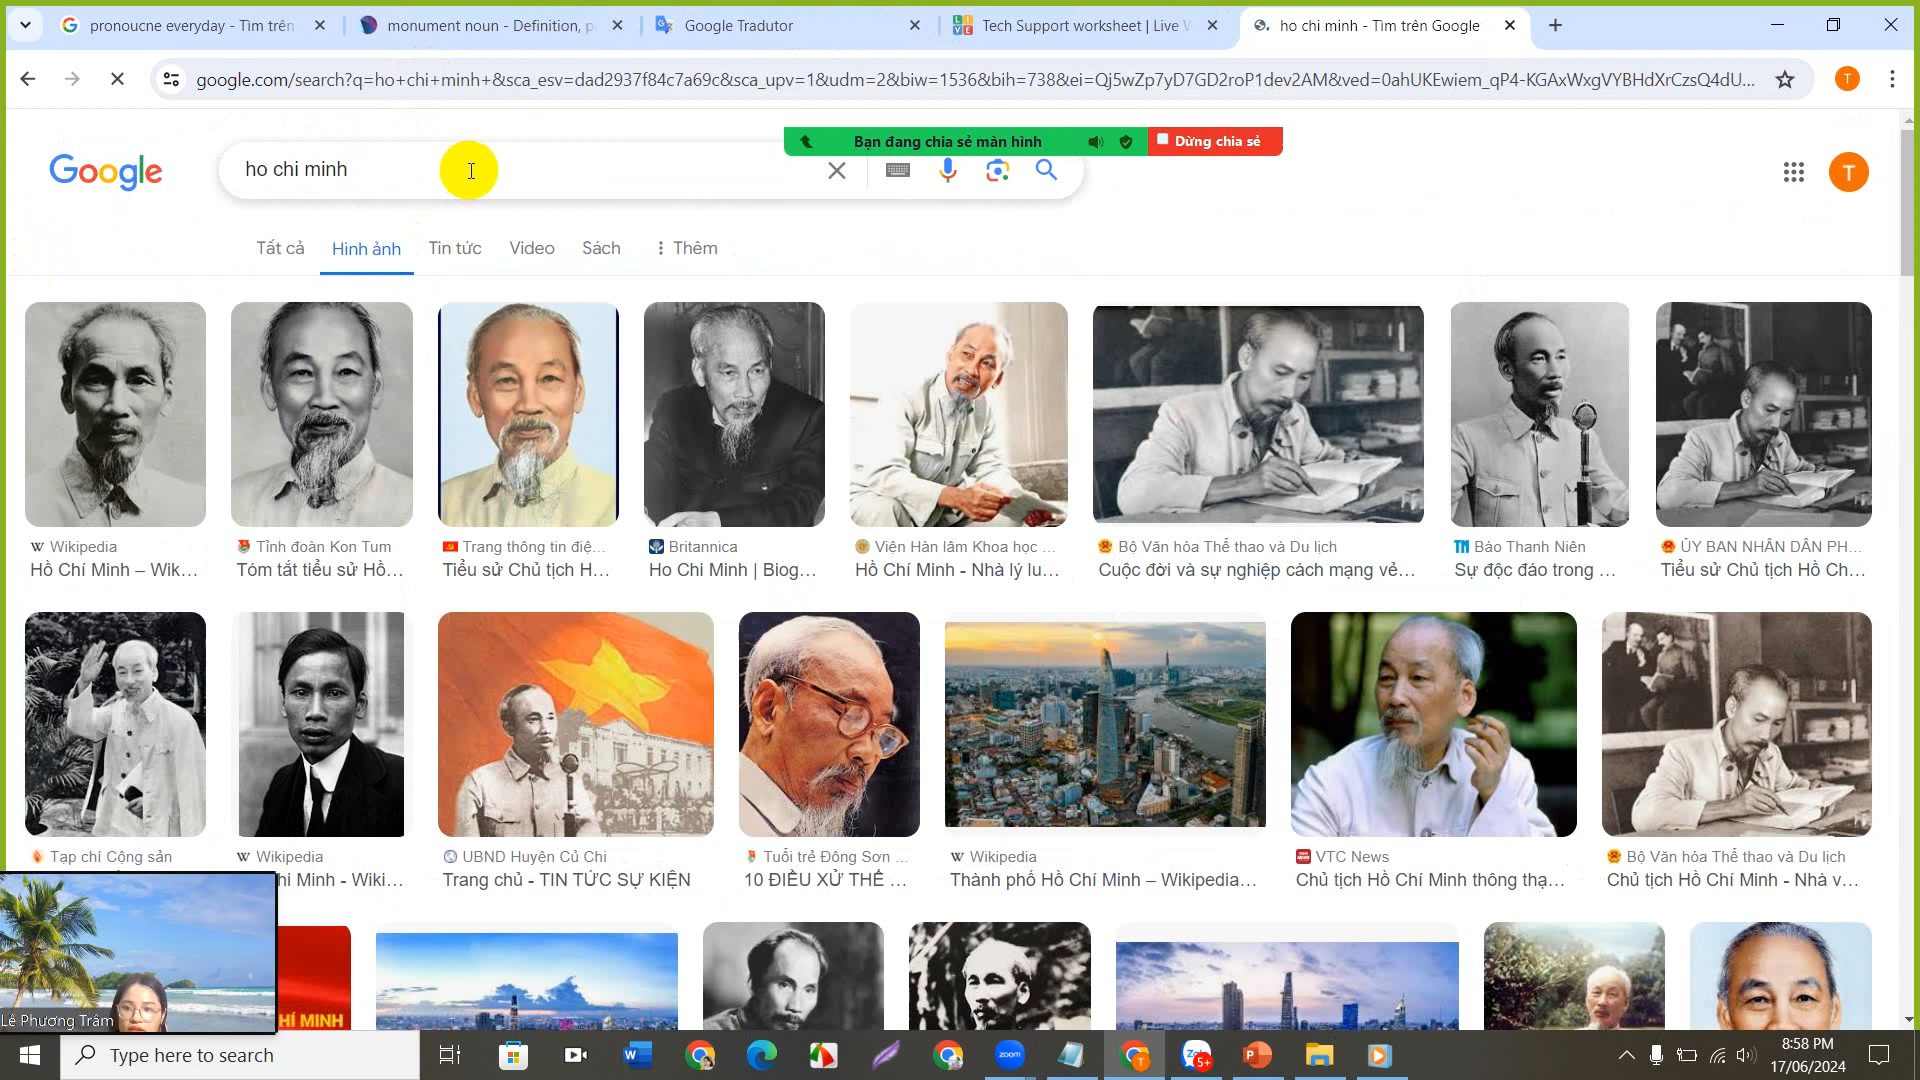 pronoucne everyday - Tìm trên
monument noun - Definition, p
Google Tradutor
Tech Support worksheet | Live W
ho chi minh - Tìm trên Google
google.com/search?q=ho+chi+minh+&sca_esv=dad2937f84c7a69c&sca_upv=1&udm=2&biw=1536&bih=738&ei=Qj5wZp7yD7GD2roP1dev2AM&ved=0ahUKEwiem_qP4-KGAxWxgVYBHdXrCzsQ4dU...
T
Bạn đang chia sẻ màn hình
Dừng chia sẻ
Google
ho chi minh
T
Tất cả
Hình ảnh
Tin tức
Video
Sách
Thêm
Wikipedia
Tỉnh đoàn Kon Tum
Trang thông tin điệ...
Britannica
Viện Hàn lâm Khoa học ...
Bộ Văn hóa Thể thao và Du lịch
Báo Thanh Niên
ỦY BAN NHÂN DÂN PH...
Hồ Chí Minh – Wik...
Tóm tắt tiểu sử Hồ...
Tiểu sử Chủ tịch H...
Ho Chi Minh | Biog...
Hồ Chí Minh - Nhà lý lu...
Cuộc đời và sự nghiệp cách mạng vẻ...
Sự độc đáo trong ...
Tiểu sử Chủ tịch Hồ Ch...
Tạp chí Cộng sản
Wikipedia
UBND Huyện Củ Chi
Tuổi trẻ Đông Sơn ...
Wikipedia
VTC News
Bộ Văn hóa Thể thao và Du lịch
hi Minh - Wiki...
Trang chủ - TIN TỨC SỰ KIỆN
10 ĐIỀU XỬ THẾ ...
Thành phố Hồ Chí Minh – Wikipedia...
Chủ tịch Hồ Chí Minh thông thạ...
Chủ tịch Hồ Chí Minh - Nhà v...
HÍ MINH
Lê Phương Trâm
Type here to search
zoom
5+
8:58 PM
17/06/2024